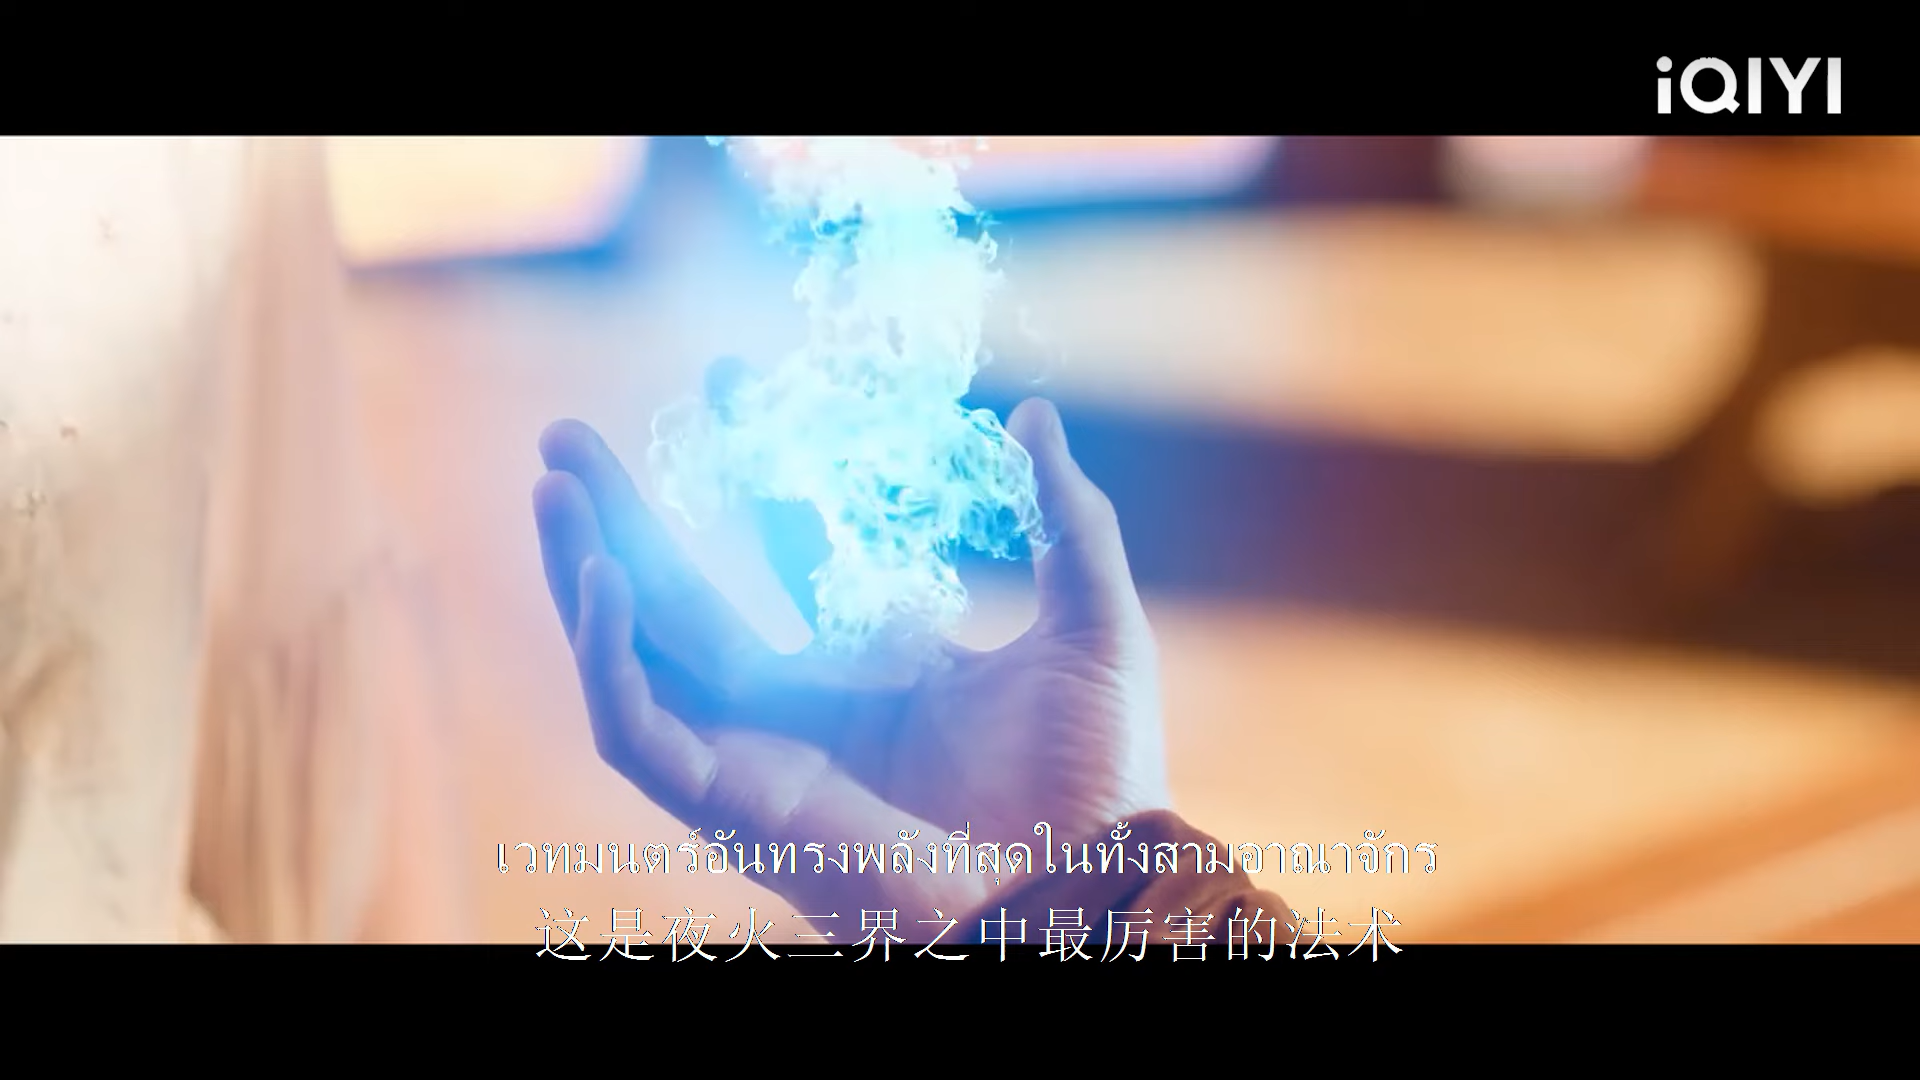 iQIYI
เวทมนตร์อันทรงพลังที่สุดในทั้งสามอาณาจักร
这是夜火三界之中最厉害的法术